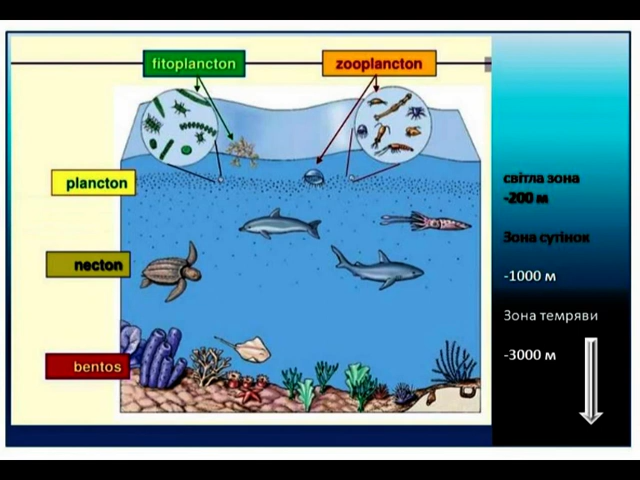 fitoplancton
zooplancton
plancton
necton
bentos
світла зона
-200 м
Зона сутінок
-1000 м
Зона темряви
-3000 м